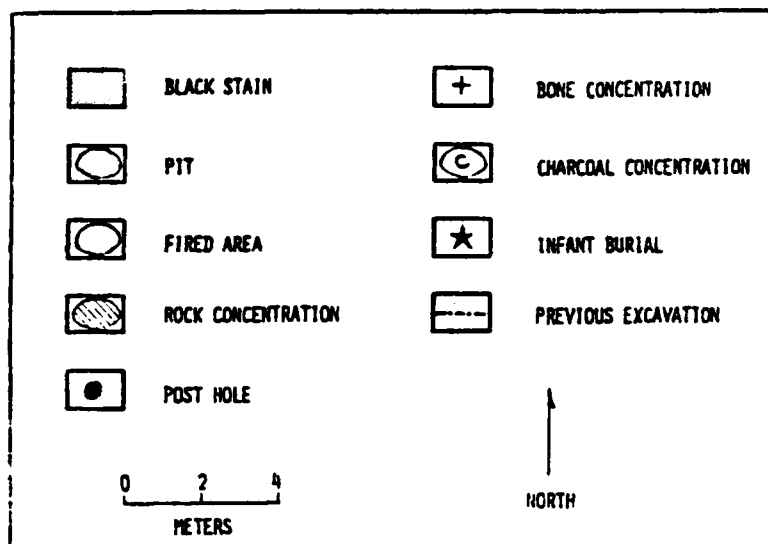 BLACK STAIN
PIT
FIRED AREA
ROCK CONCENTRATION
POST HOLE
+ BONE CONCENTRATION
C CHARCOAL CONCENTRATION
INFANT BURIAL
PREVIOUS EXCAVATION
0 2 4
METERS
NORTH